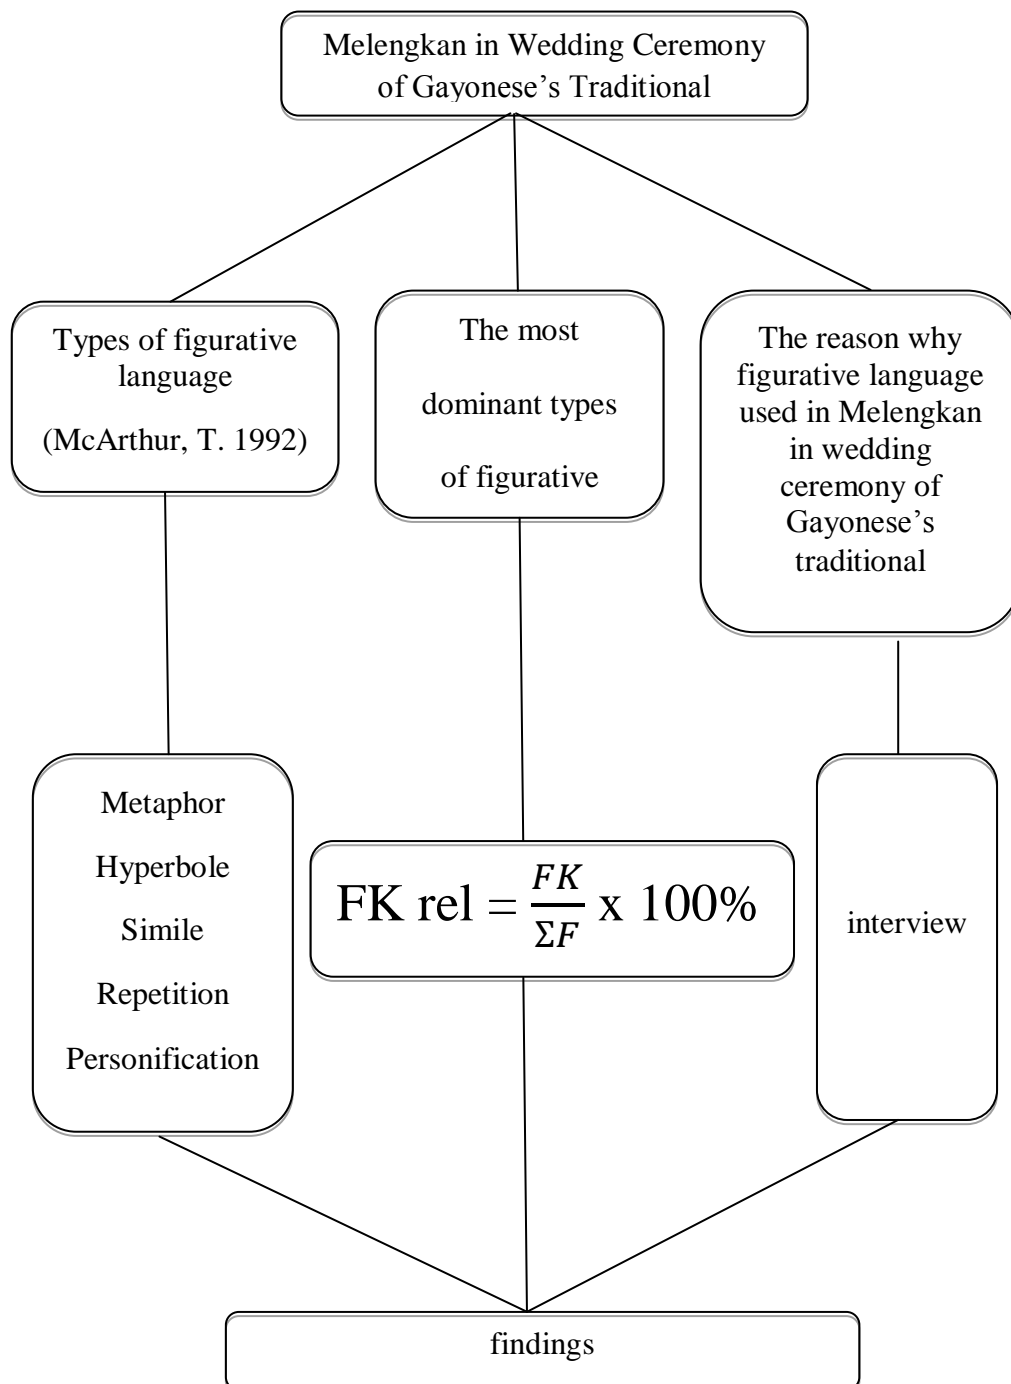 Melengkan in Wedding Ceremony
of Gayonese’s Traditional
Types of figurative
language
(McArthur, T. 1992)
The most
dominant types
of figurative
The reason why
figurative language
used in Melengkan
in wedding
ceremony of
Gayonese’s
traditional
Metaphor
Hyperbole
Simile
Repetition
Personification
FK rel = FK/ΣF x 100%
interview
findings